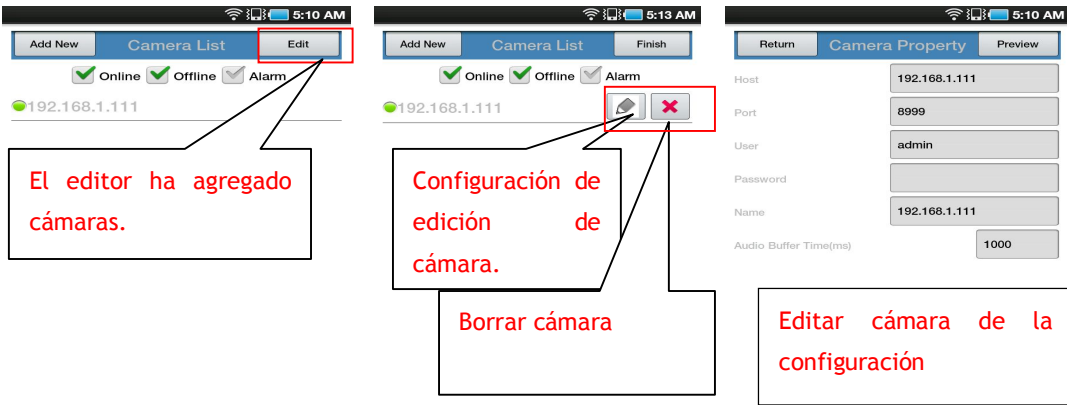 5:10 AM
Add New Camera List Edit
Online Offline Alarm
192.168.1.111
El editor ha agregado
cámaras.
5:13 AM
Add New Camera List Finish
Online Offline Alarm
192.168.1.111
Configuración de
edición de
cámara.
Borrar cámara
5:10 AM
Return Camera Property Preview
Host 192.168.1.111
Port 8999
User admin
Password
Name 192.168.1.111
Audio Buffer Time(ms) 1000
Editar cámara de la
configuración